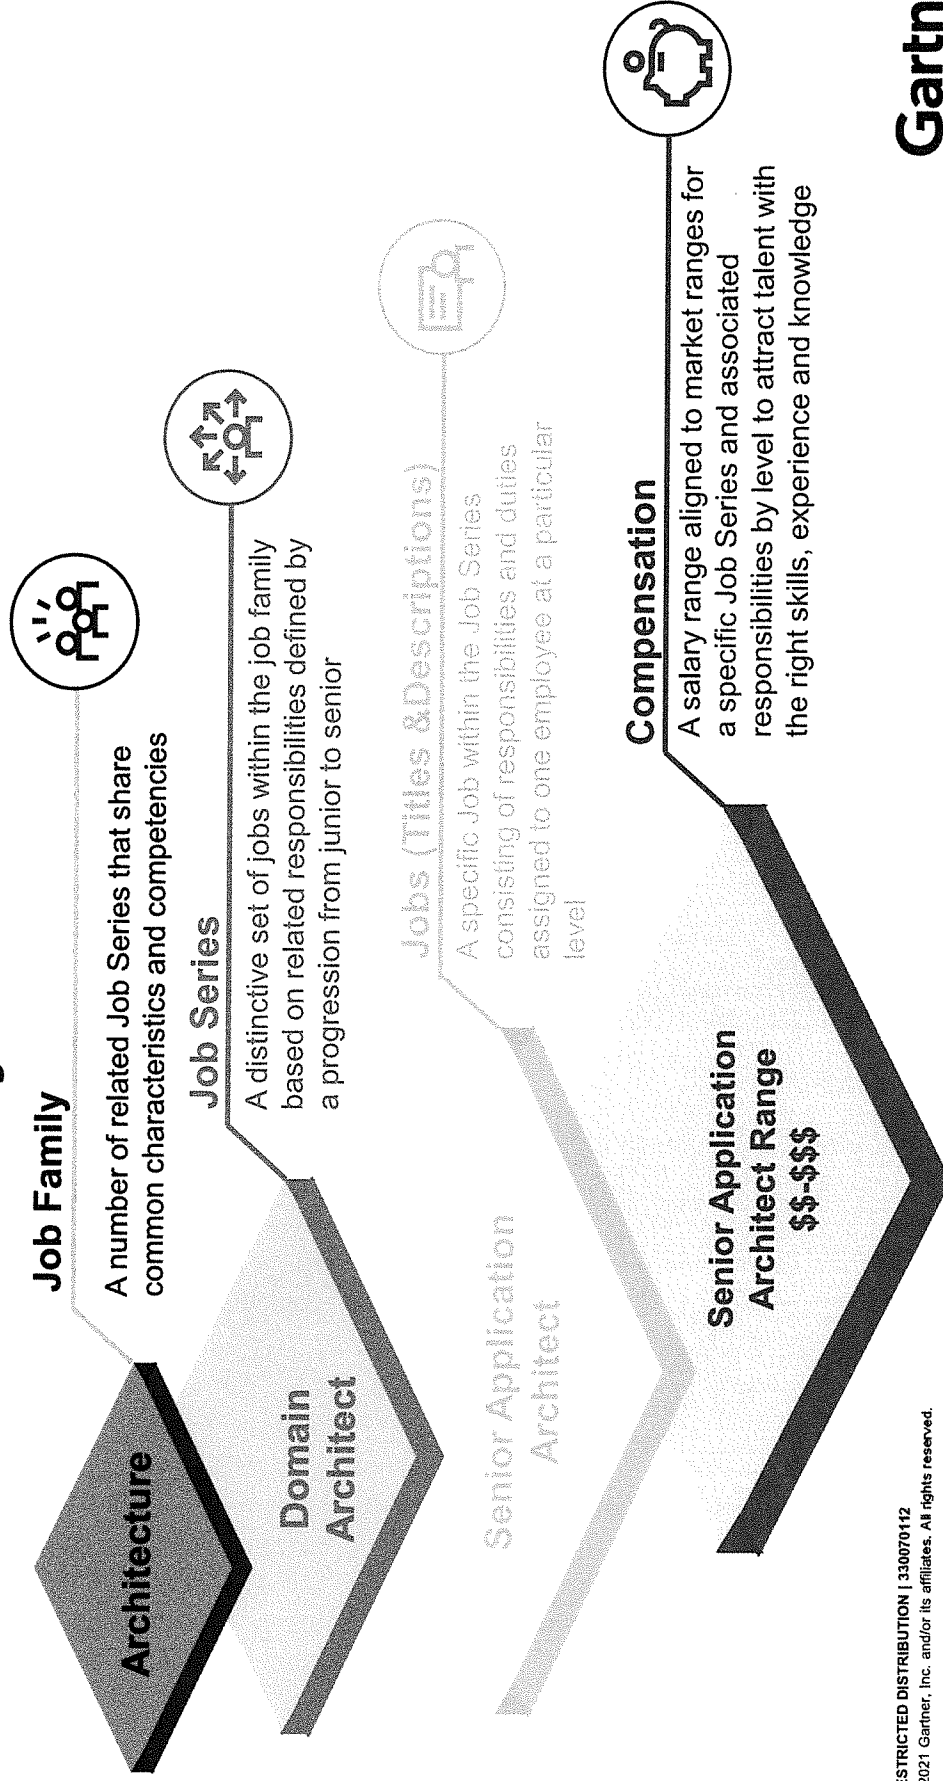 Job Family
A number of related Job Series that share
common characteristics and competencies
Architecture
Job Series
A distinctive set of jobs within the job family
based on related responsibilities defined by
a progression from junior to senior
Domain
Architect
Jobs (Titles &Descriptions)
A specific Job within the Job Series
consisting of responsibilities and duties
assigned to one employee at a particular
level
Senior Application
Architect
Compensation
A salary range aligned to market ranges for
a specific Job Series and associated
responsibilities by level to attract talent with
the right skills, experience and knowledge
Senior Application
Architect Range
$$-$$$
ESTRICTED DISTRIBUTION | 330070112
2021 Gartner, Inc. and/or its affiliates. All rights reserved.
Gartn